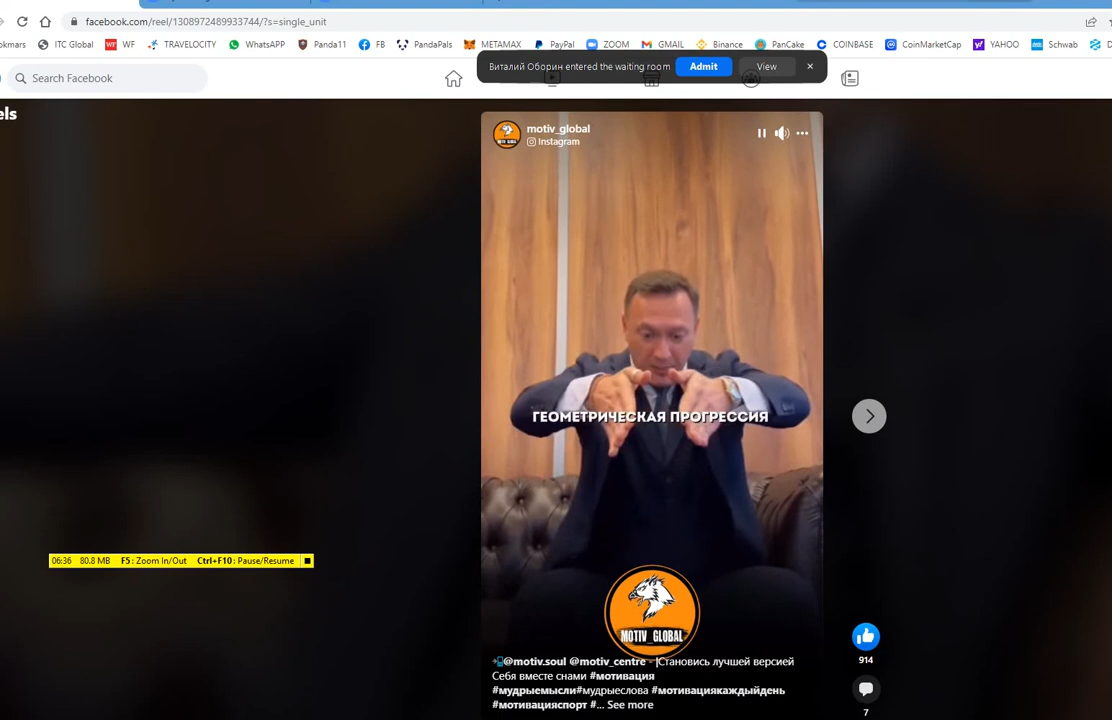 facebook.com/reel/1308972489933744/?s=single_unit
ITC Global WF TRAVELOCITY WhatsAPP Panda11 FB PandaPals METAMAX PayPal ZOOM GMAIL Binance PanCake COINBASE CoinMarketCap YAHOO Schwab D
Виталий Оборин entered the waiting room Admit View
Search Facebook
els
motiv_global
Instagram
ГЕОМЕТРИЧЕСКАЯ ПРОГРЕССИЯ
06:36 80.8 MB F5: Zoom In/Out Ctrl+F10: Pause/Resume
MOTIV_GLOBAL
@motiv.soul @motiv_centre - |Становись лучшей версией
Себя вместе снами #мотивация
#мудрыемысли#мудрыеслова #мотивациякаждыйдень
#мотивацияспорт #... See more
914
7